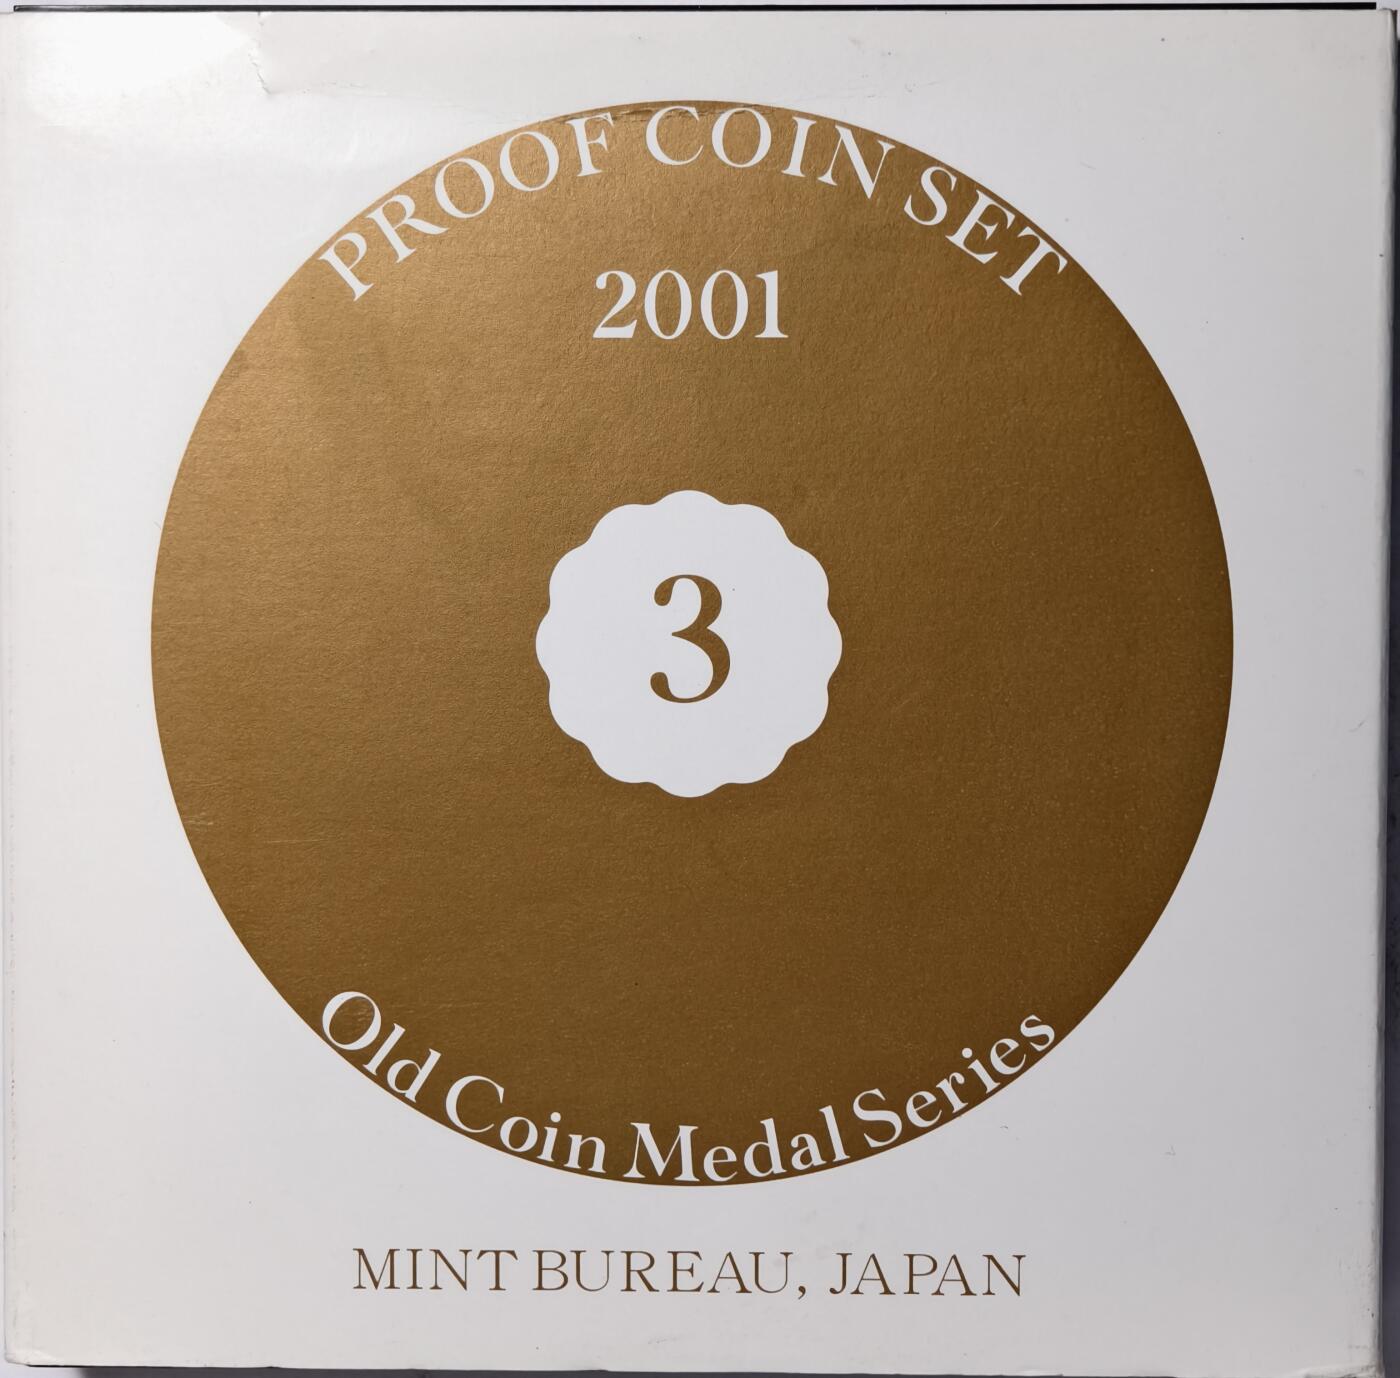 PROOF COIN SET
2001
3
Old Coin Medal Series
MINT BUREAU, JAPAN